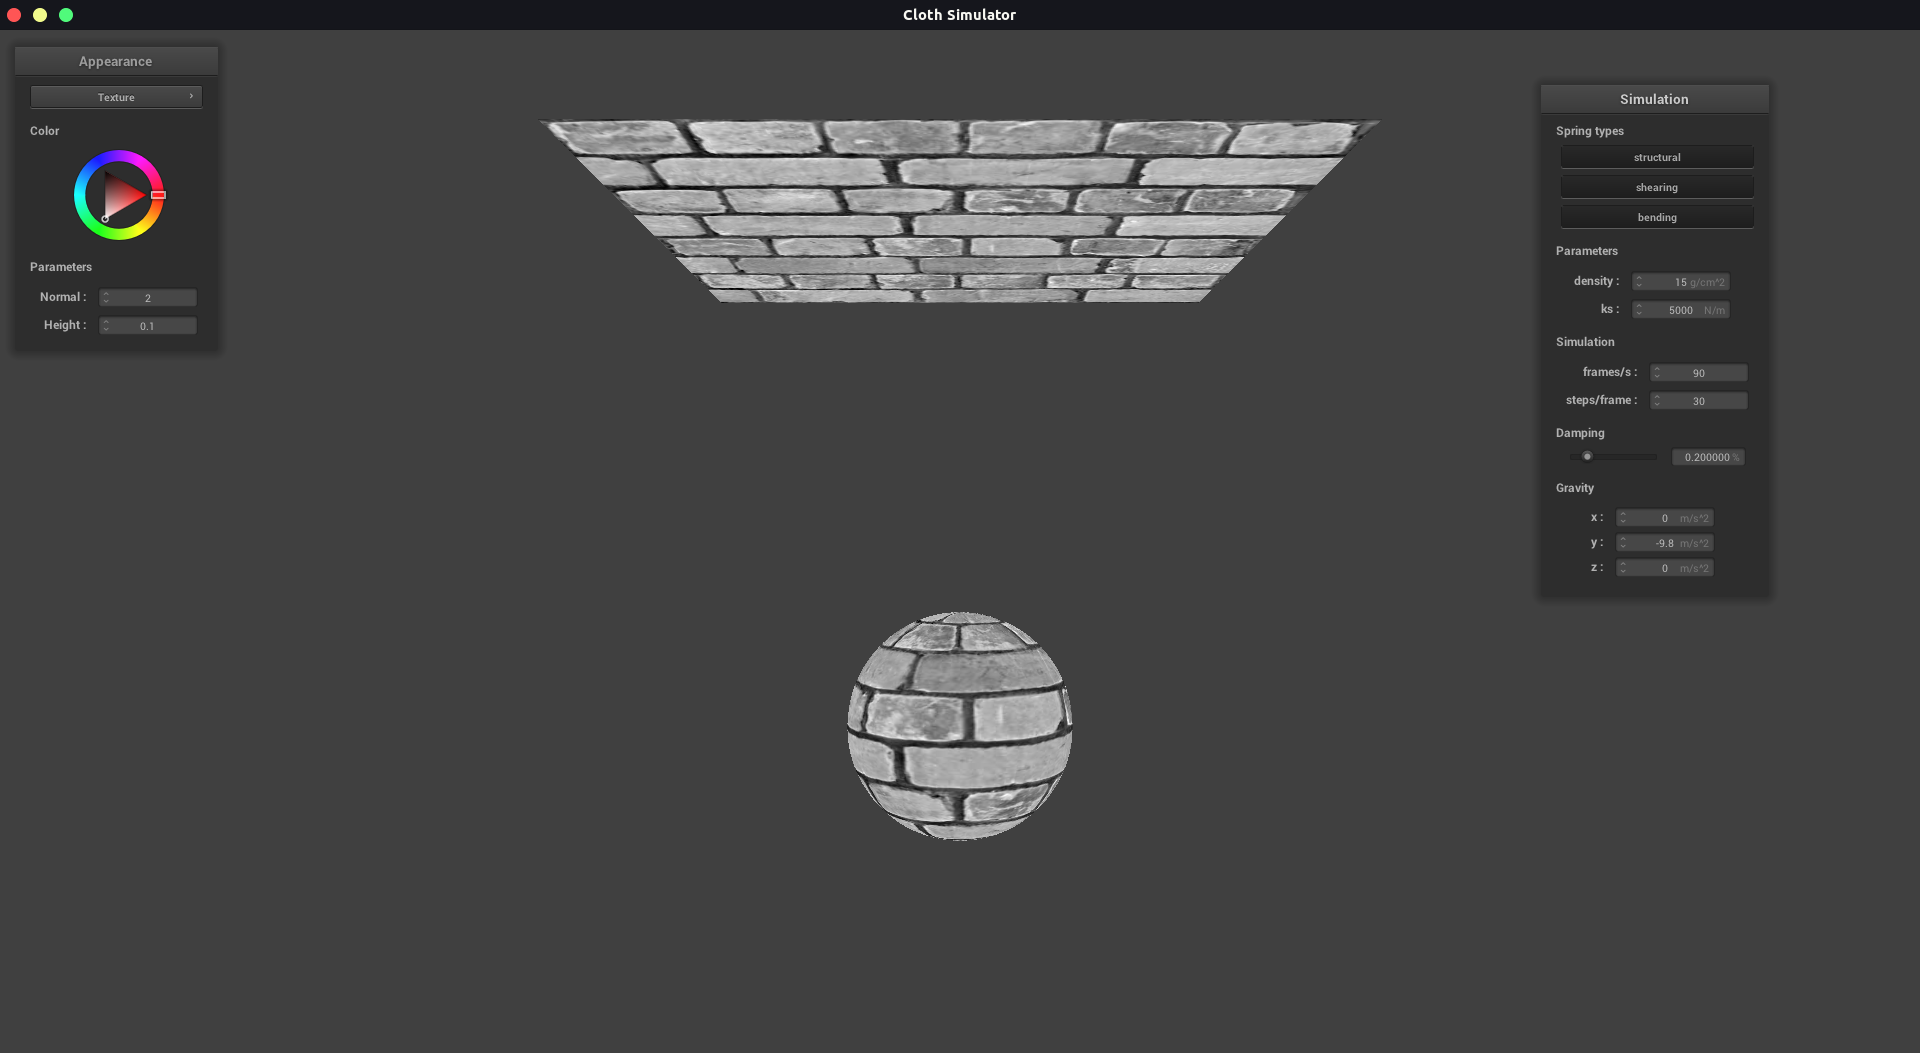 Cloth Simulator
Appearance
Texture
Color
Parameters
Normal : 2
Height : 0.1
Simulation
Spring types
structural
shearing
bending
Parameters
density : 15 g/cm^2
ks : 5000 N/m
Simulation
frames/s : 90
steps/frame : 30
Damping
0.200000 %
Gravity
x : 0 m/s^2
y : -9.8 m/s^2
z : 0 m/s^2